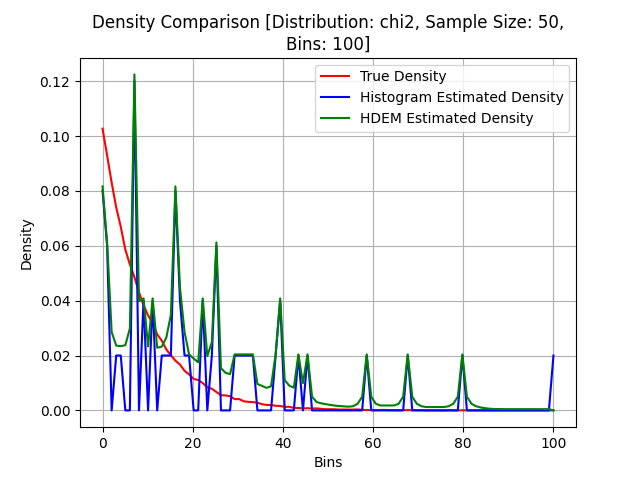 Density Comparison [Distribution: chi2, Sample Size: 50,
Bins: 100]
True Density
Histogram Estimated Density
HDEM Estimated Density
Density
0.12
0.10
0.08
0.06
0.04
0.02
0.00
0 20 40 60 80 100
Bins